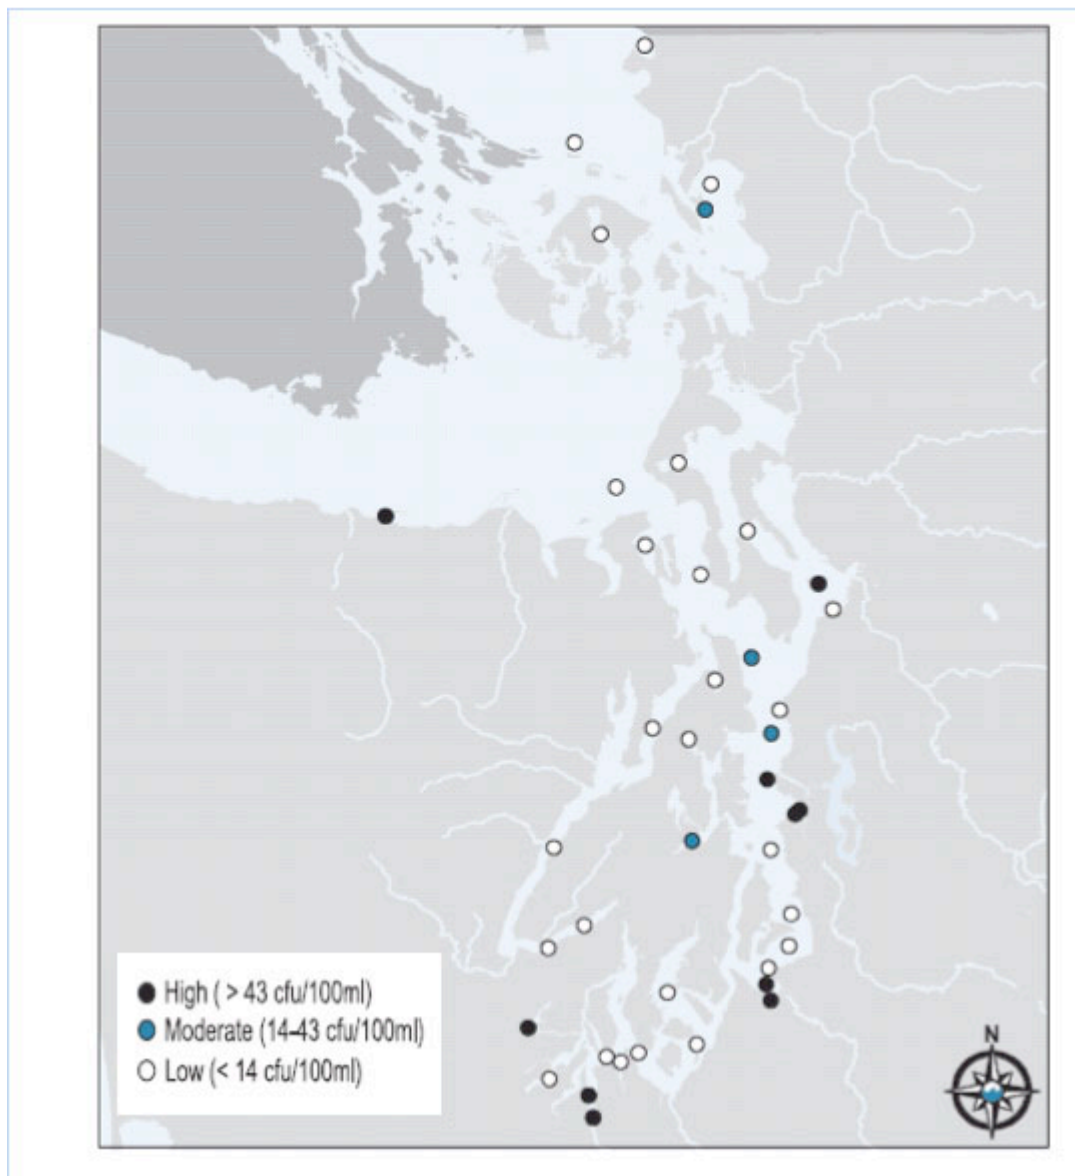 High ( > 43 cfu/100ml)
Moderate (14-43 cfu/100ml)
Low (< 14 cfu/100ml)
N